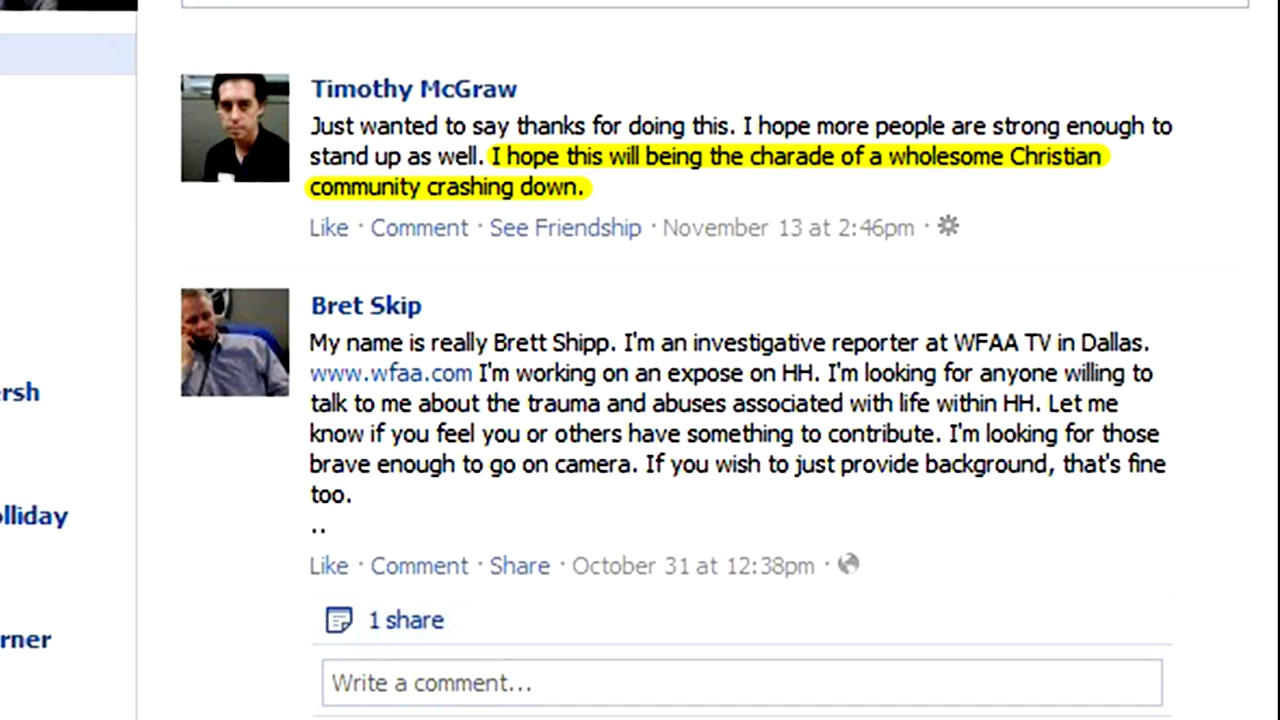 Timothy McGraw
Just wanted to say thanks for doing this. I hope more people are strong enough to
stand up as well. I hope this will being the charade of a wholesome Christian
community crashing down.
Like · Comment · See Friendship · November 13 at 2:46pm ·
Bret Skip
My name is really Brett Shipp. I'm an investigative reporter at WFAA TV in Dallas.
www.wfaa.com I'm working on an expose on HH. I'm looking for anyone willing to
talk to me about the trauma and abuses associated with life within HH. Let me
know if you feel you or others have something to contribute. I'm looking for those
brave enough to go on camera. If you wish to just provide background, that's fine
too.
..
Like · Comment · Share · October 31 at 12:38pm ·
1 share
Write a comment...
ersh
olliday
rner